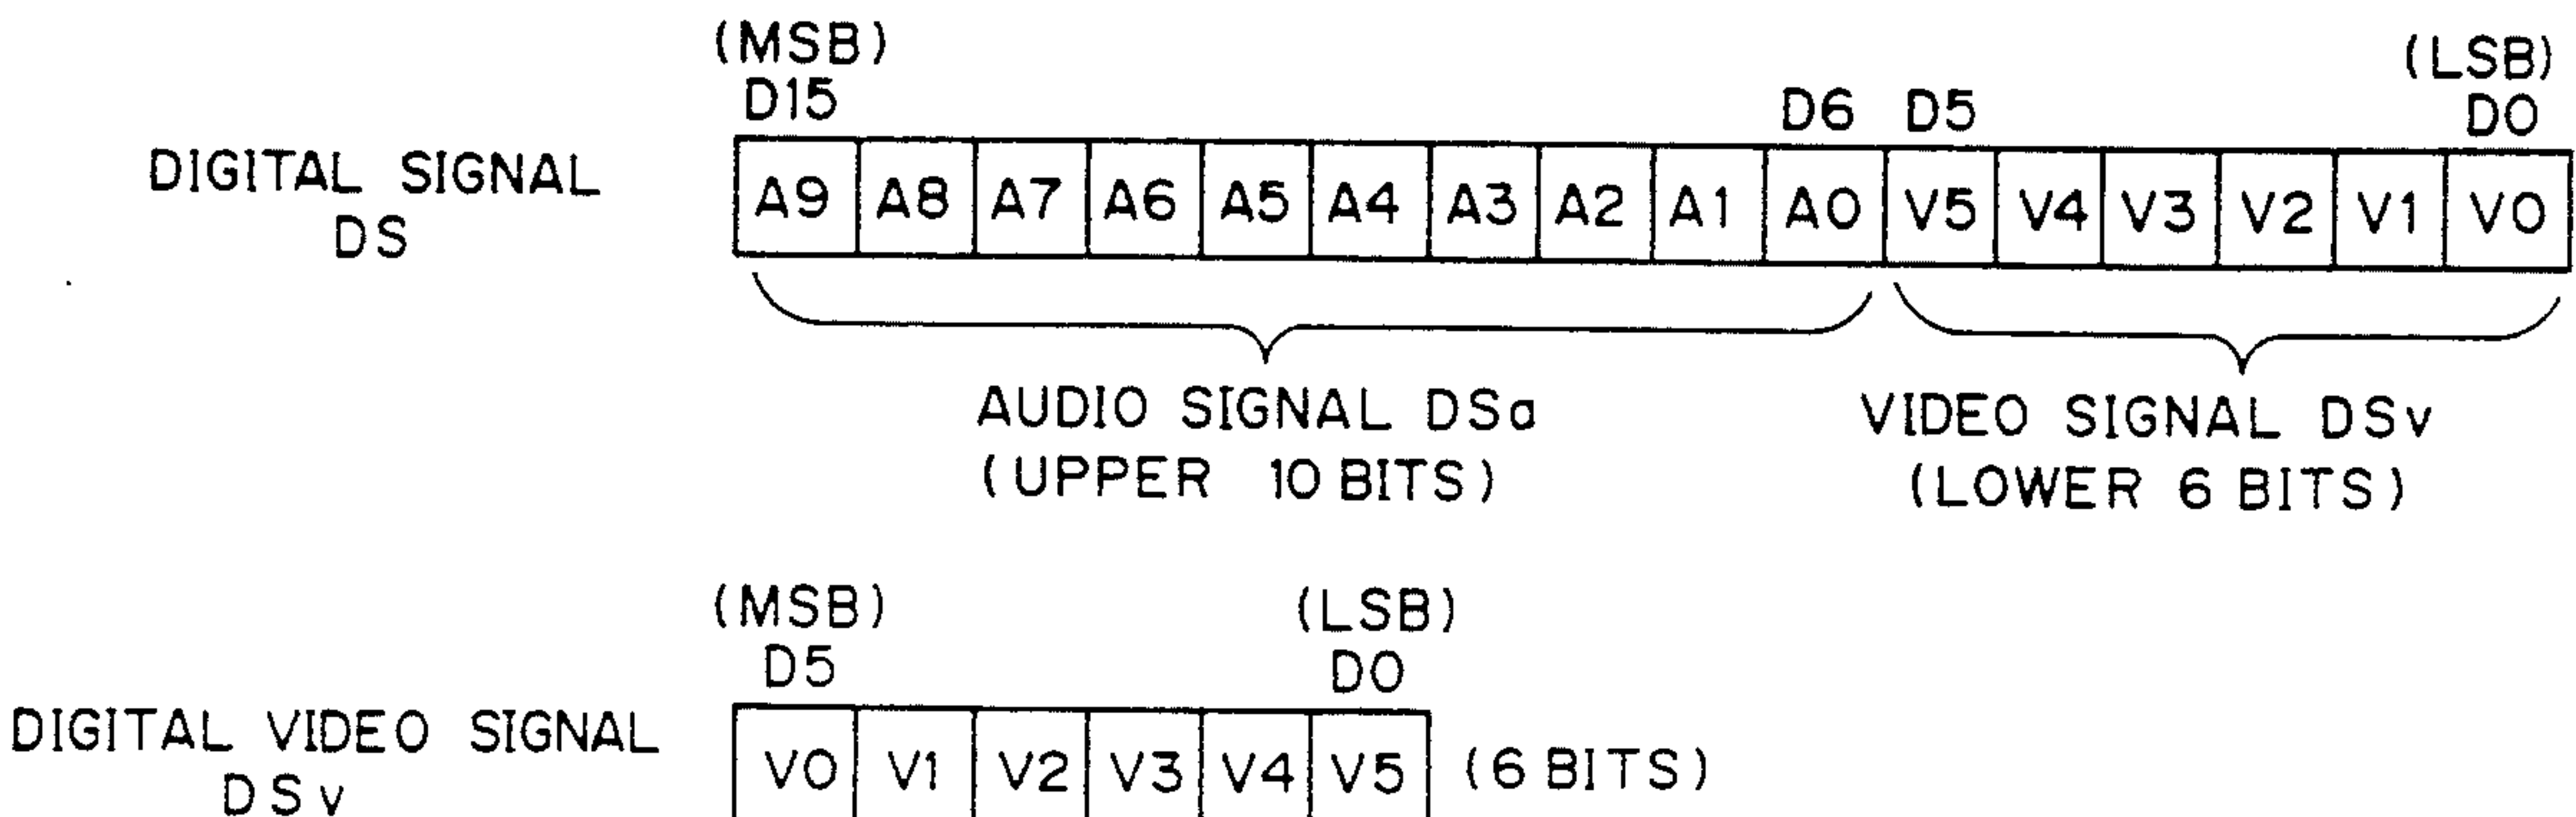 (MSB) (LSB)
D15 D6 D5 D0
DIGITAL SIGNAL
DS
A9 A8 A7 A6 A5 A4 A3 A2 A1 A0 V5 V4 V3 V2 V1 V0
AUDIO SIGNAL DSa
(UPPER 10 BITS)
VIDEO SIGNAL DSv
(LOWER 6 BITS)
(MSB) (LSB)
D5 D0
DIGITAL VIDEO SIGNAL
DSv
V0 V1 V2 V3 V4 V5 (6 BITS)